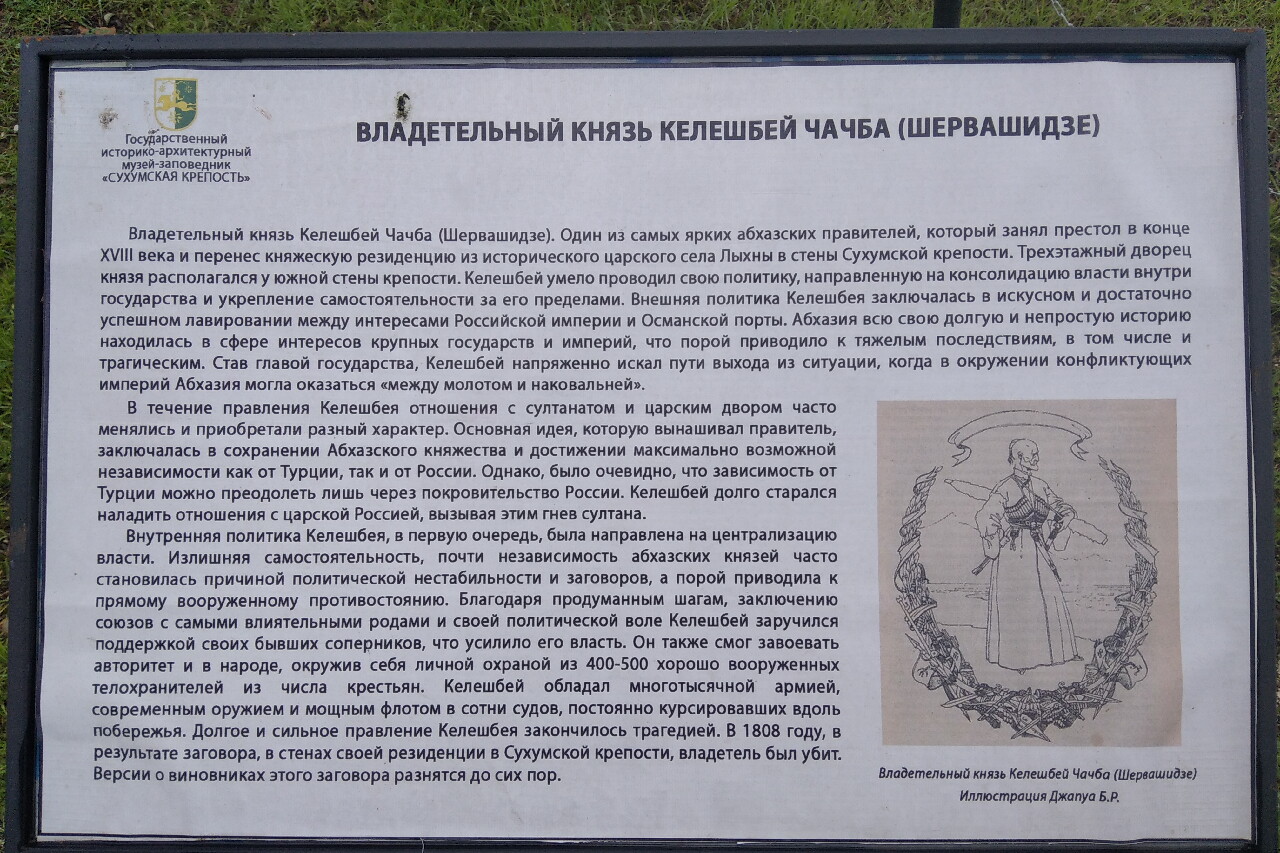 Государственный
историко-архитектурный
музей-заповедник
«СУХУМСКАЯ КРЕПОСТЬ»
ВЛАДЕТЕЛЬНЫЙ КНЯЗЬ КЕЛЕШБЕЙ ЧАЧБА (ШЕРВАШИДЗЕ)
Владетельный князь Келешбей Чачба (Шервашидзе). Один из самых ярких абхазских правителей, который занял престол в конце
XVIII века и перенес княжескую резиденцию из исторического царского села Лыхны в стены Сухумской крепости. Трехэтажный дворец
князя располагался у южной стены крепости. Келешбей умело проводил свою политику, направленную на консолидацию власти внутри
государства и укрепление самостоятельности за его пределами. Внешняя политика Келешбея заключалась в искусном и достаточно
успешном лавировании между интересами Российской империи и Османской порты. Абхазия всю свою долгую и непростую историю
находилась в сфере интересов крупных государств и империй, что порой приводило к тяжелым последствиям, в том числе и
трагическим. Став главой государства, Келешбей напряженно искал пути выхода из ситуации, когда в окружении конфликтующих
империй Абхазия могла оказаться «между молотом и наковальней».
В течение правления Келешбея отношения с султанатом и царским двором часто
менялись и приобретали разный характер. Основная идея, которую вынашивал правитель,
заключалась в сохранении Абхазского княжества и достижении максимально возможной
независимости как от Турции, так и от России. Однако, было очевидно, что зависимость от
Турции можно преодолеть лишь через покровительство России. Келешбей долго старался
наладить отношения с царской Россией, вызывая этим гнев султана.
Внутренняя политика Келешбея, в первую очередь, была направлена на централизацию
власти. Излишняя самостоятельность, почти независимость абхазских князей часто
становилась причиной политической нестабильности и заговоров, а порой приводила к
прямому вооруженному противостоянию. Благодаря продуманным шагам, заключению
союзов с самыми влиятельными родами и своей политической воле Келешбей заручился
поддержкой своих бывших соперников, что усилило его власть. Он также смог завоевать
авторитет и в народе, окружив себя личной охраной из 400-500 хорошо вооруженных
телохранителей из числа крестьян. Келешбей обладал многотысячной армией,
современным оружием и мощным флотом в сотни судов, постоянно курсировавших вдоль
побережья. Долгое и сильное правление Келешбея закончилось трагедией. В 1808 году, в
результате заговора, в стенах своей резиденции в Сухумской крепости, владетель был убит.
Версии о виновниках этого заговора разнятся до сих пор.
Владетельный князь Келешбей Чачба (Шервашидзе)
Иллюстрация Джапуа Б.Р.